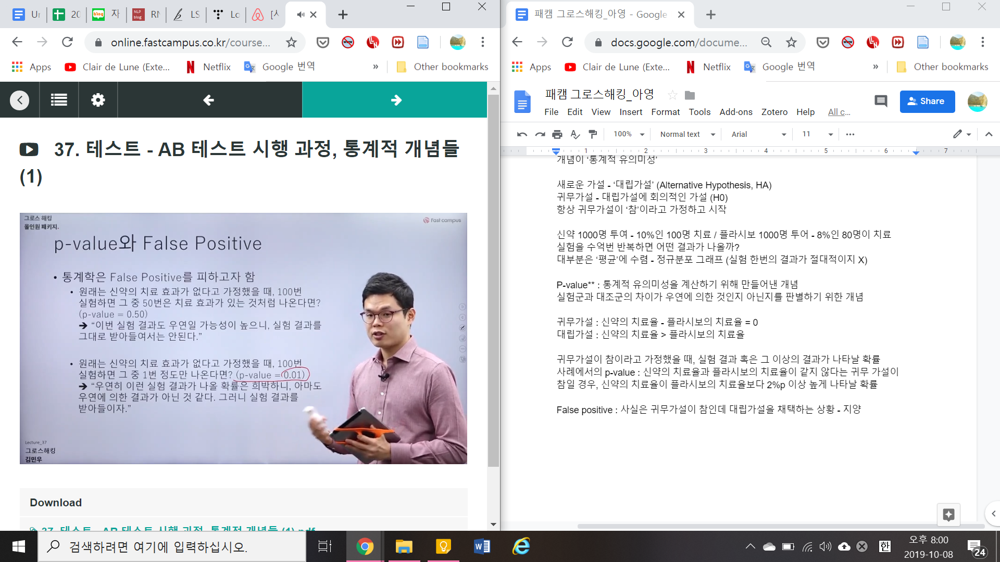 Ur
20
blog
자
NLP
blog
RN
LS
Lo
[ㅅ
online.fastcampus.co.kr/course...
Apps
Clair de Lune (Exte...
Netflix
Google 번역
»
Other bookmarks
37. 테스트 - AB 테스트 시행 과정, 통계적 개념들
(1)
그로스 해킹
올인원 패키지.
Fast campus
p-value와 False Positive
• 통계학은 False Positive를 피하고자 함
• 원래는 신약의 치료 효과가 없다고 가정했을 때, 100번
실험하면 그 중 50번은 치료 효과가 있는 것처럼 나온다면?
(p-value = 0.50)
➔ “이번 실험 결과도 우연일 가능성이 높으니, 실험 결과를
그대로 받아들여서는 안된다.”
• 원래는 신약의 치료 효과가 없다고 가정했을 때, 100번
실험하면 그 중 1번 정도만 나온다면? (p-value = 0.01)
➔ “우연히 이런 실험 결과가 나올 확률은 희박하니, 아마도
우연에 의한 결과가 아닌 것 같다. 그러니 실험 결과를
받아들이자.”
Lecture_37
그로스해킹
김민우
Download
37. 테스트 - AB 테스트 시행 과정, 통계적 개념들 (1).pdf
패캠 그로스해킹_아영 - Google
docs.google.com/docume...
Apps
Clair de Lune (Exte...
Netflix
Google 번역
»
Other bookmarks
패캠 그로스해킹_아영
File Edit View Insert Format Tools Add-ons Zotero Help All c...
Share
100% Normal text Arial 11
1 2 3 4 5 6 7
개념이 ‘통계적 유의미성’
새로운 가설 - ‘대립가설’ (Alternative Hypothesis, HA)
귀무가설 - 대립가설에 회의적인 가설 (H0)
항상 귀무가설이 ‘참’이라고 가정하고 시작
신약 1000명 투여 - 10%인 100명 치료 / 플라시보 1000명 투어 - 8%인 80명이 치료
실험을 수억번 반복하면 어떤 결과가 나올까?
대부분은 ‘평균’에 수렴 - 정규분포 그래프 (실험 한번의 결과가 절대적이지 X)
P-value** : 통계적 유의미성을 계산하기 위해 만들어낸 개념
실험군과 대조군의 차이가 우연에 의한 것인지 아닌지를 판별하기 위한 개념
귀무가설 : 신약의 치료율 - 플라시보의 치료율 = 0
대립가설 : 신약의 치료율 > 플라시보의 치료율
귀무가설이 참이라고 가정했을 때, 실험 결과 혹은 그 이상의 결과가 나타날 확률
사례에서의 p-value : 신약의 치료율과 플라시보의 치료율이 같지 않다는 귀무 가설이
참일 경우, 신약의 치료율이 플라시보의 치료율보다 2%p 이상 높게 나타날 확률
False positive : 사실은 귀무가설이 참인데 대립가설을 채택하는 상황 - 지양
검색하려면 여기에 입력하십시오.
한
오후 8:00
2019-10-08
24